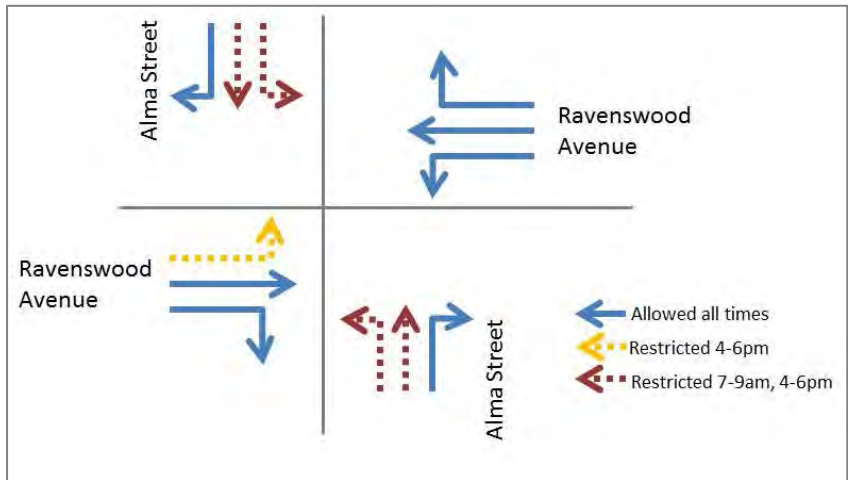 Alma Street
Ravenswood
Avenue
Ravenswood
Avenue
Alma Street
Allowed all times
Restricted 4-6pm
Restricted 7-9am, 4-6pm